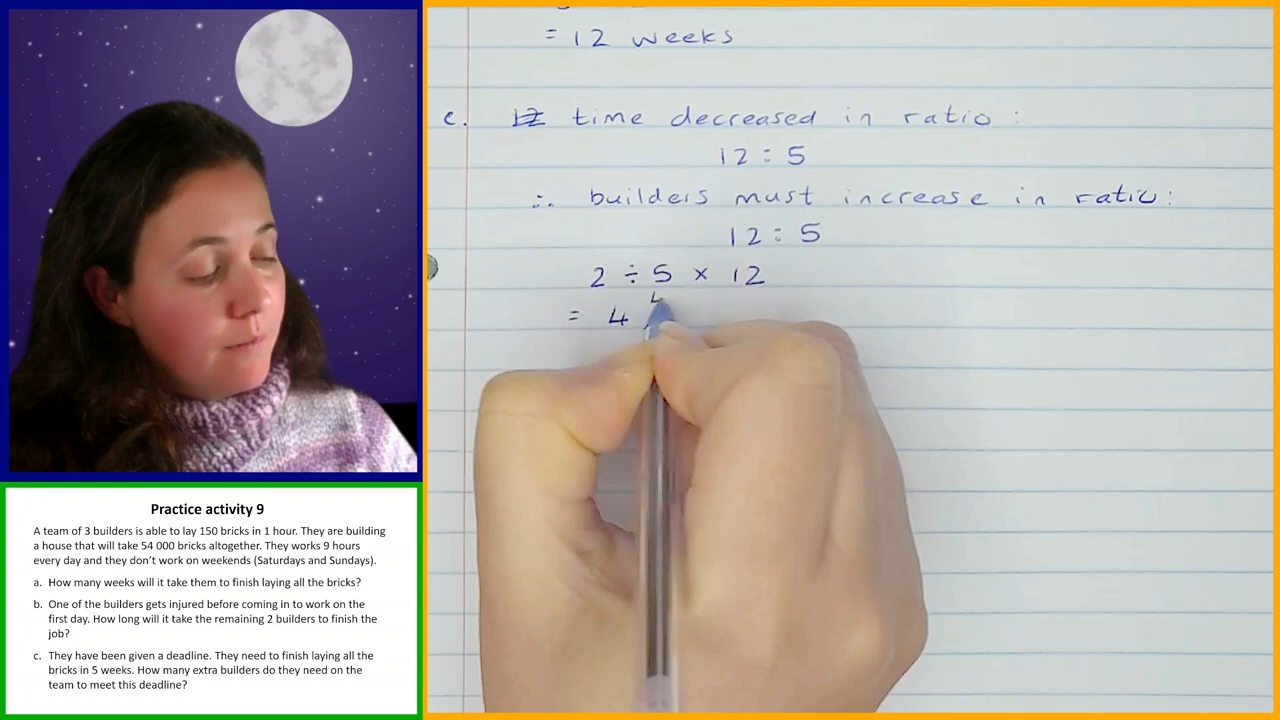 Practice activity 9
A team of 3 builders is able to lay 150 bricks in 1 hour. They are building
a house that will take 54 000 bricks altogether. They works 9 hours
every day and they don't work on weekends (Saturdays and Sundays).
a. How many weeks will it take them to finish laying all the bricks?
b. One of the builders gets injured before coming in to work on the
first day. How long will it take the remaining 2 builders to finish the
job?
c. They have been given a deadline. They need to finish laying all the
bricks in 5 weeks. How many extra builders do they need on the
team to meet this deadline?
= 12 weeks
c. time decreased in ratio :
12 : 5
∴ builders must increase in ratio :
12 : 5
2 ÷ 5 × 12
= 4 4